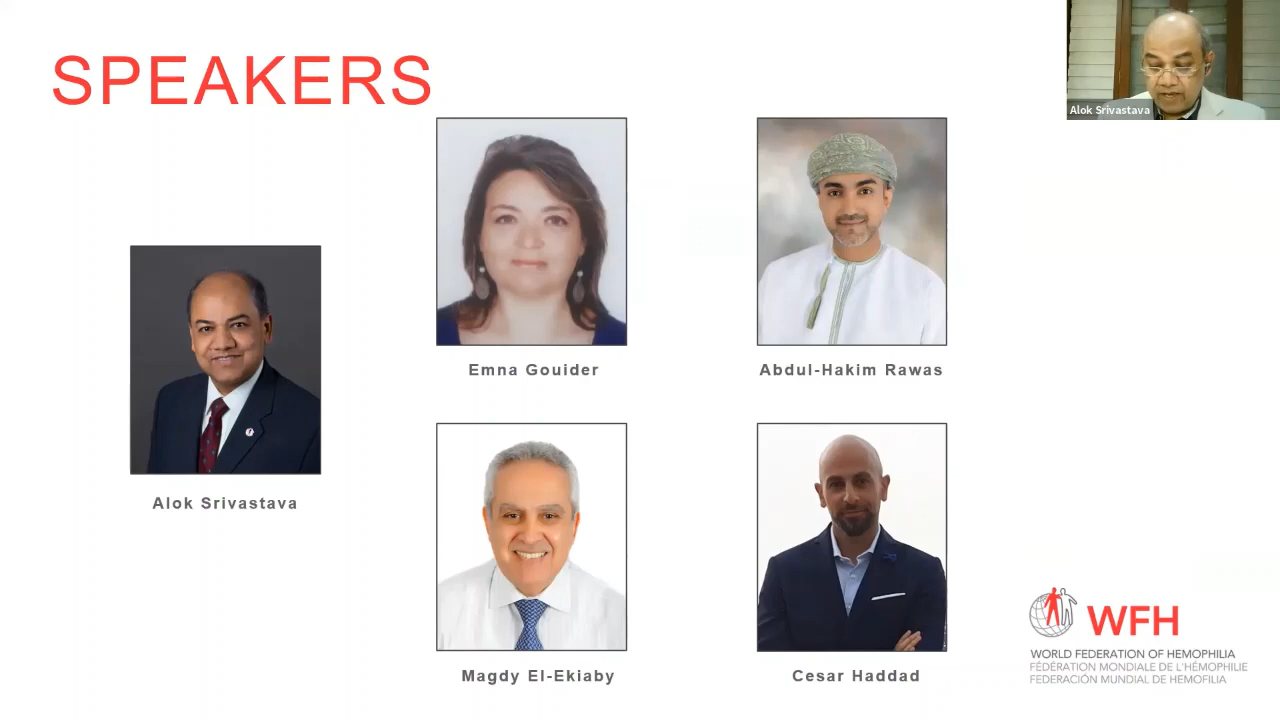 SPEAKERS
Alok Srivastava
Emna Gouider
Abdul-Hakim Rawas
Alok Srivastava
Magdy El-Ekiaby
Cesar Haddad
WFH
WORLD FEDERATION OF HEMOPHILIA
FÉDÉRATION MONDIALE DE L'HÉMOPHILIE
FEDERACIÓN MUNDIAL DE HEMOFILIA